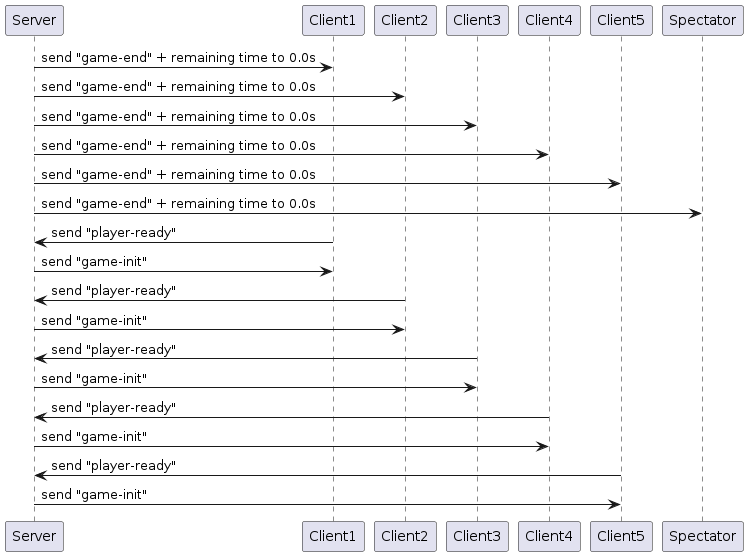 Server Client1 Client2 Client3 Client4 Client5 Spectator
send "game-end" + remaining time to 0.0s
send "game-end" + remaining time to 0.0s
send "game-end" + remaining time to 0.0s
send "game-end" + remaining time to 0.0s
send "game-end" + remaining time to 0.0s
send "game-end" + remaining time to 0.0s
send "player-ready"
send "game-init"
send "player-ready"
send "game-init"
send "player-ready"
send "game-init"
send "player-ready"
send "game-init"
send "player-ready"
send "game-init"
Server Client1 Client2 Client3 Client4 Client5 Spectator